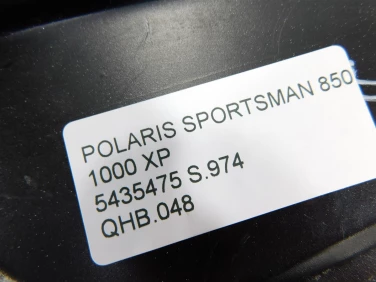 POLARIS SPORTSMAN 850
1000 XP
5435475 S.974
QHB.048